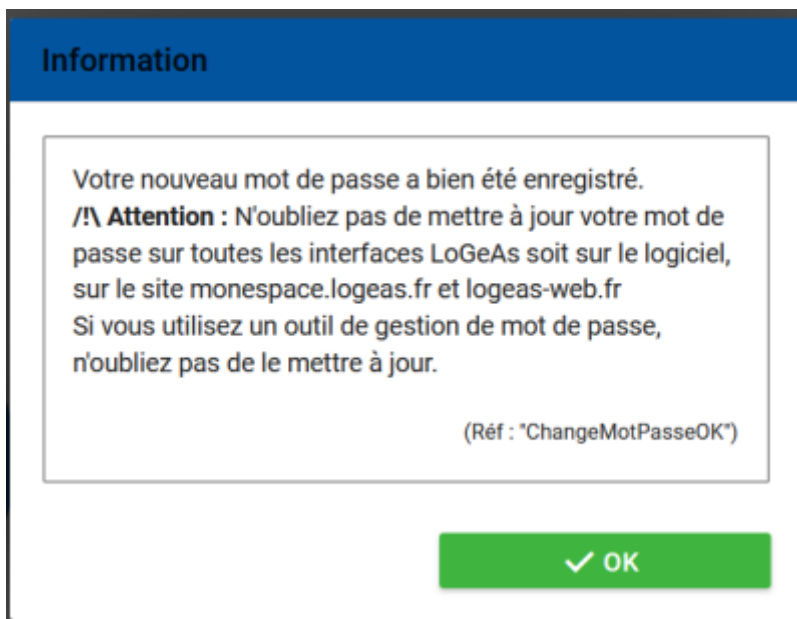 Information
Votre nouveau mot de passe a bien été enregistré.
/!\ Attention : N'oubliez pas de mettre à jour votre mot de
passe sur toutes les interfaces LoGeAs soit sur le logiciel,
sur le site monespace.logeas.fr et logeas-web.fr
Si vous utilisez un outil de gestion de mot de passe,
n'oubliez pas de le mettre à jour.
(Réf : "ChangeMotPasseOK")
OK